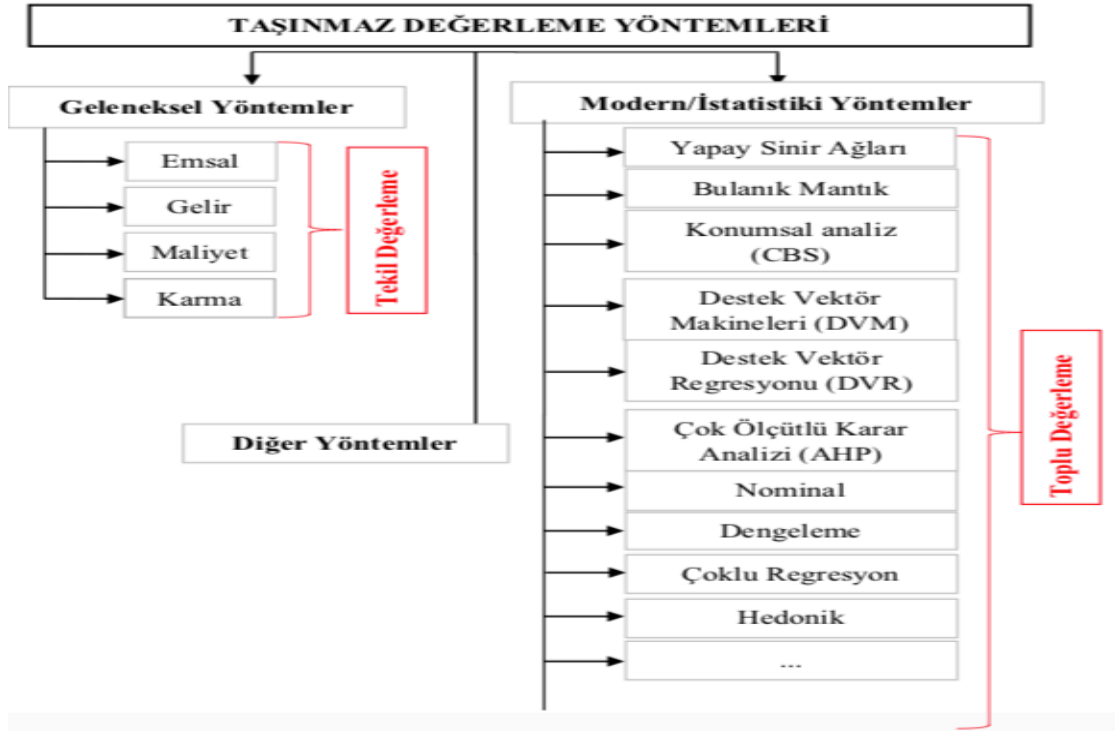 TAŞINMAZ DEĞERLEME YÖNTEMLERİ
Geleneksel Yöntemler
Emsal
Gelir
Maliyet
Karma
Tekil Değerleme
Diğer Yöntemler
Modern/İstatistiki Yöntemler
Yapay Sinir Ağları
Bulanık Mantık
Konumsal analiz
(CBS)
Destek Vektör
Makineleri (DVM)
Destek Vektör
Regresyonu (DVR)
Çok Ölçütlü Karar
Analizi (AHP)
Nominal
Dengeleme
Çoklu Regresyon
Hedonik
...
Toplu Değerleme